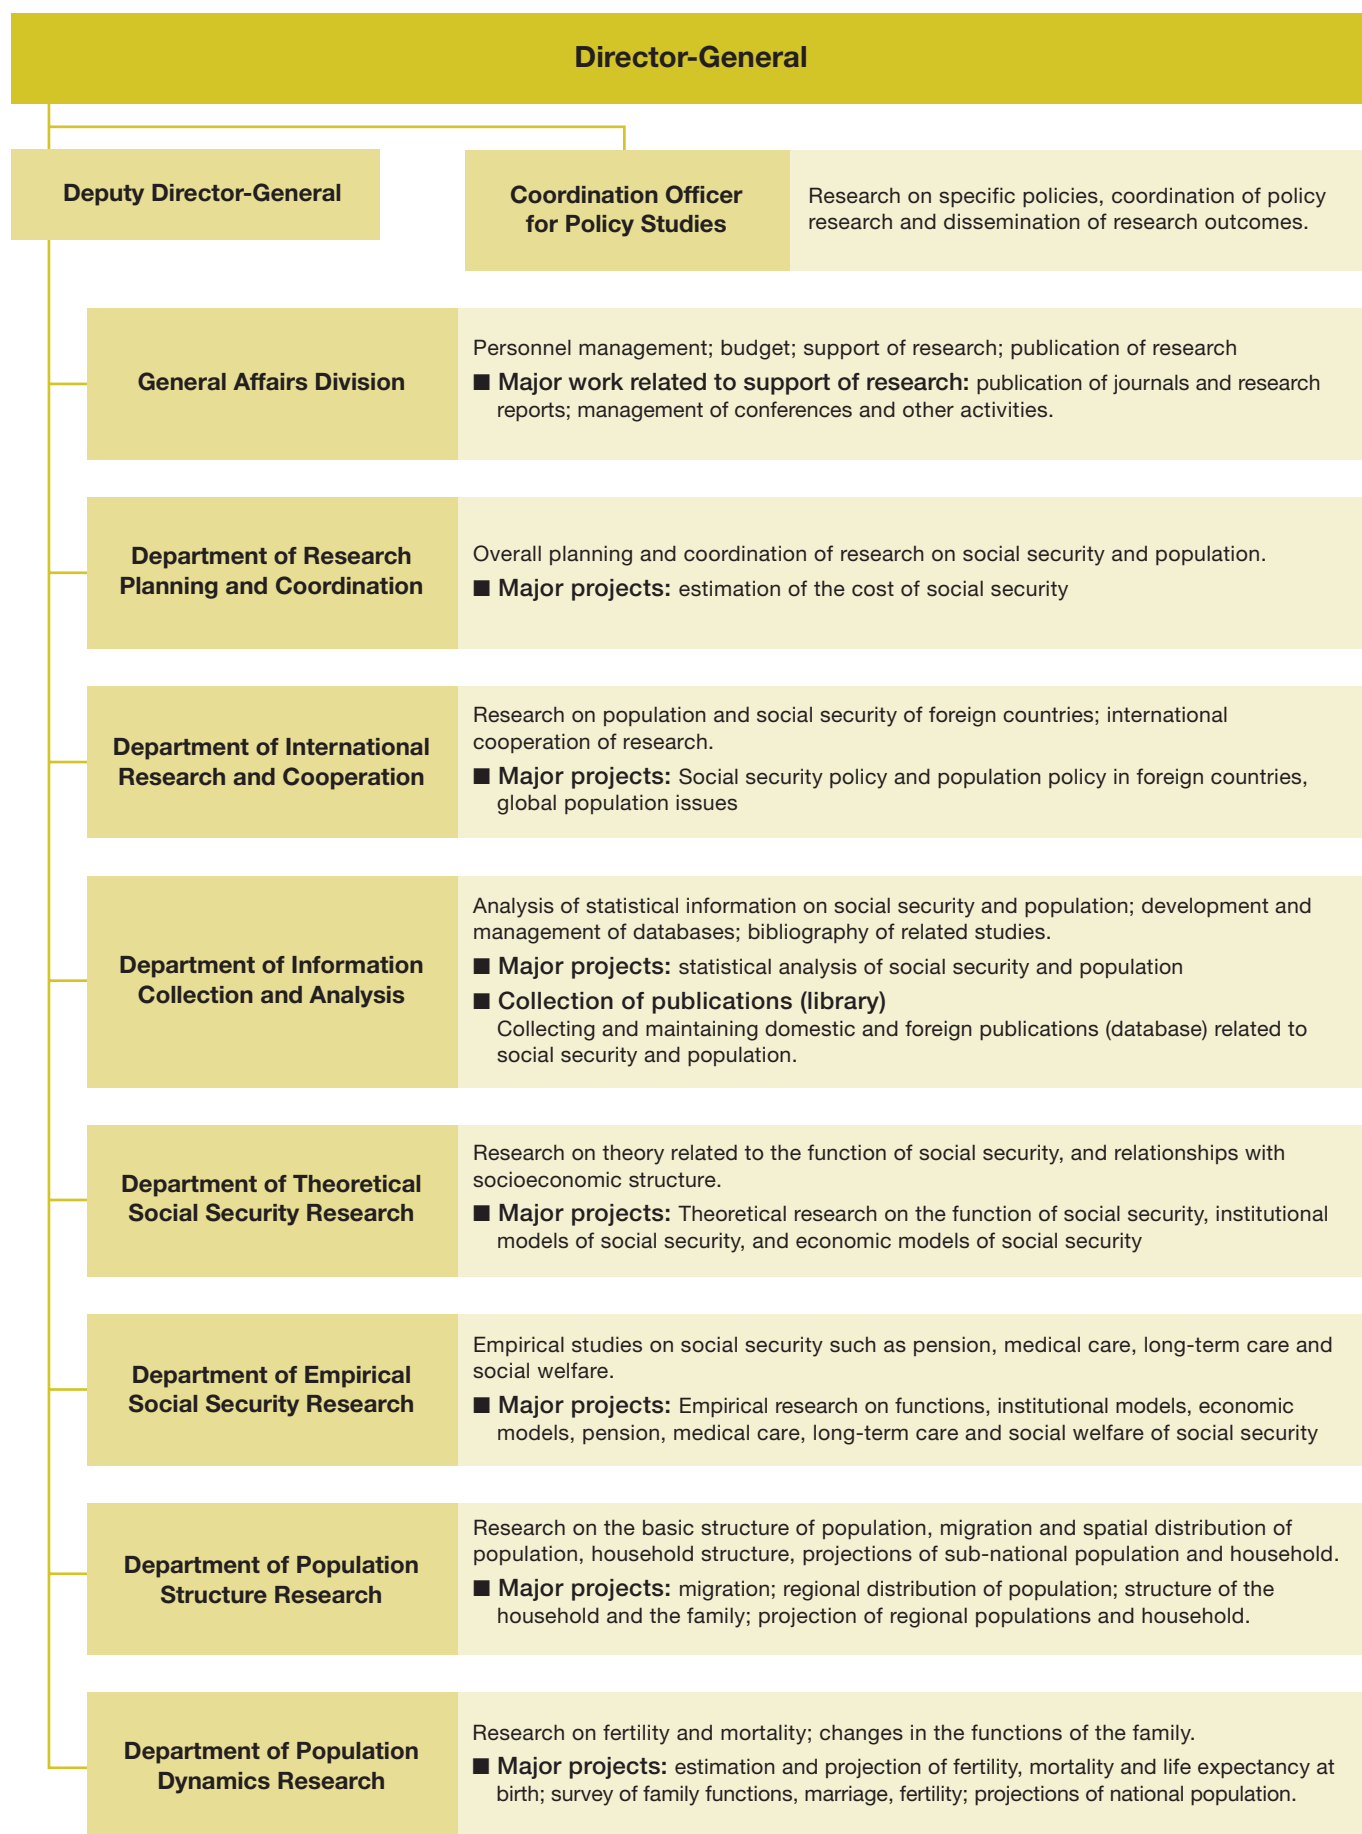 Director-General
Deputy Director-General
Coordination Officer
for Policy Studies
Research on specific policies, coordination of policy
research and dissemination of research outcomes.
General Affairs Division
Personnel management; budget; support of research; publication of research
■ Major work related to support of research: publication of journals and research
reports; management of conferences and other activities.
Department of Research
Planning and Coordination
Overall planning and coordination of research on social security and population.
■ Major projects: estimation of the cost of social security
Department of International
Research and Cooperation
Research on population and social security of foreign countries; international
cooperation of research.
■ Major projects: Social security policy and population policy in foreign countries,
global population issues
Department of Information
Collection and Analysis
Analysis of statistical information on social security and population; development and
management of databases; bibliography of related studies.
■ Major projects: statistical analysis of social security and population
■ Collection of publications (library)
Collecting and maintaining domestic and foreign publications (database) related to
social security and population.
Department of Theoretical
Social Security Research
Research on theory related to the function of social security, and relationships with
socioeconomic structure.
■ Major projects: Theoretical research on the function of social security, institutional
models of social security, and economic models of social security
Department of Empirical
Social Security Research
Empirical studies on social security such as pension, medical care, long-term care and
social welfare.
■ Major projects: Empirical research on functions, institutional models, economic
models, pension, medical care, long-term care and social welfare of social security
Department of Population
Structure Research
Research on the basic structure of population, migration and spatial distribution of
population, household structure, projections of sub-national population and household.
■ Major projects: migration; regional distribution of population; structure of the
household and the family; projection of regional populations and household.
Department of Population
Dynamics Research
Research on fertility and mortality; changes in the functions of the family.
■ Major projects: estimation and projection of fertility, mortality and life expectancy at
birth; survey of family functions, marriage, fertility; projections of national population.